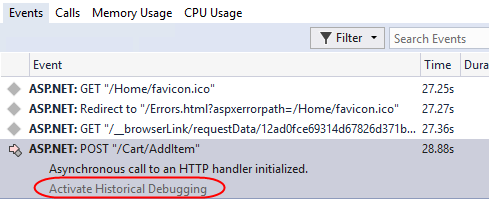 Events Calls Memory Usage CPU Usage
Filter Search Events
Event Time Dura
ASP.NET: GET "/Home/favicon.ico" 27.25s
ASP.NET: Redirect to "/Errors.html?aspxerrorpath=/Home/favicon.ico" 27.27s
ASP.NET: GET "/__browserLink/requestData/12ad0fce69314d67826d371b... 27.36s
ASP.NET: POST "/Cart/AddItem" 28.88s
Asynchronous call to an HTTP handler initialized.
Activate Historical Debugging